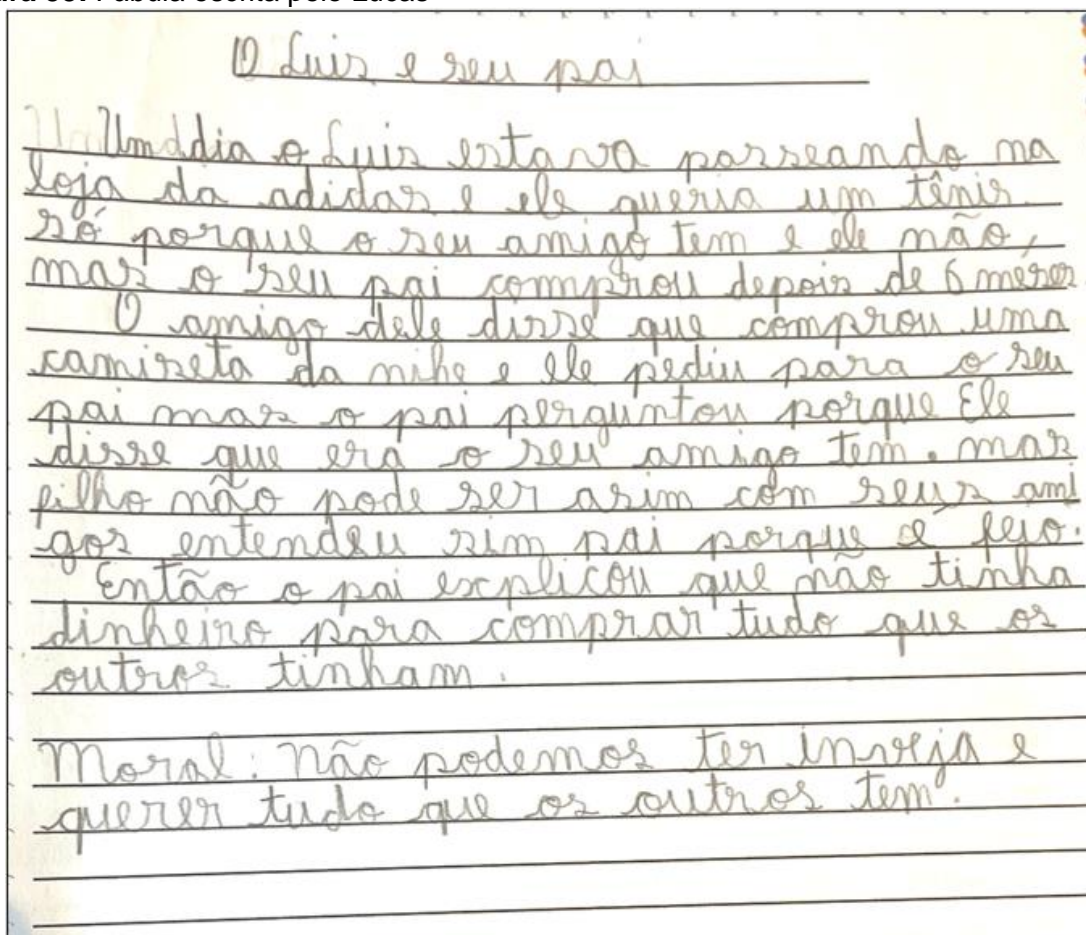 Fábula escrita pelo Lucas
O Luis e seu pai
Um dia o Luis estava passeando na
loja da adidas e ele queria um tênis
só porque o seu amigo tem e ele não,
mas o seu pai comprou depois de 6 mêses
O amigo dele disse que comprou uma
camiseta da nike e ele pediu para o seu
pai mas o pai perguntou porque Ele
disse que era o seu amigo tem. mas
filho não pode ser asim com seus ami
gos entendeu sim pai porque é fejo.
Então o pai explicou que não tinha
dinheiro para comprar tudo que os
outros tinham.
Moral: Não podemos ter inveja e
querer tudo que os outros tem.